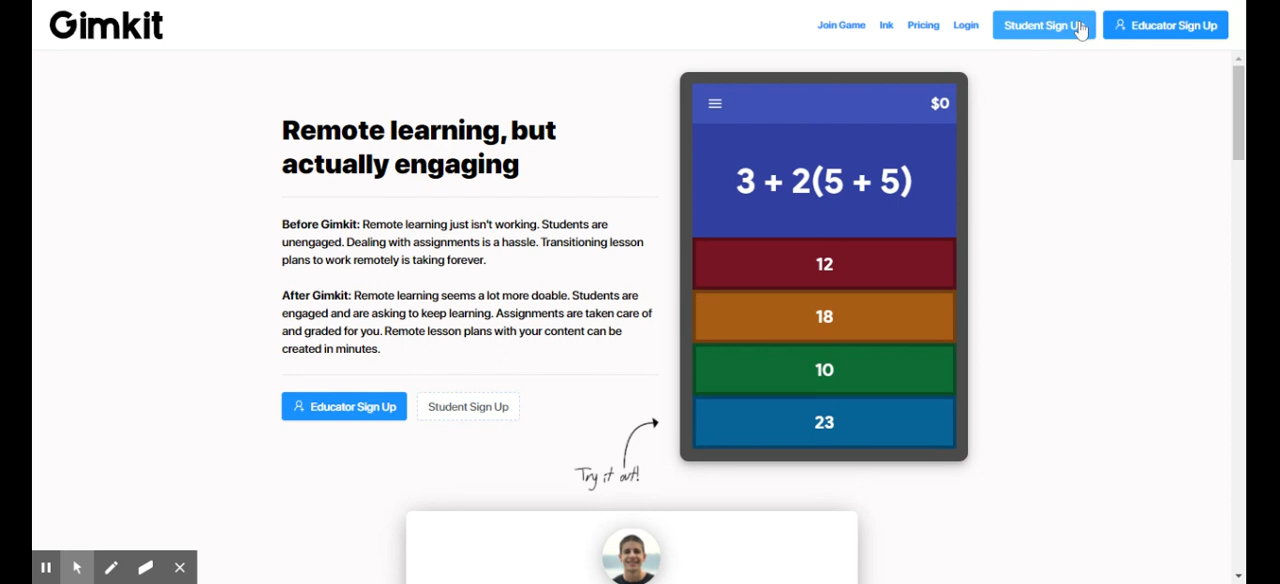 Gimkit
Join Game Ink Pricing Login Student Sign Up Educator Sign Up
Remote learning, but
actually engaging
Before Gimkit: Remote learning just isn't working. Students are
unengaged. Dealing with assignments is a hassle. Transitioning lesson
plans to work remotely is taking forever.
After Gimkit: Remote learning seems a lot more doable. Students are
engaged and are asking to keep learning. Assignments are taken care of
and graded for you. Remote lesson plans with your content can be
created in minutes.
Educator Sign Up Student Sign Up
Try it out!
$0
3 + 2(5 + 5)
12
18
10
23